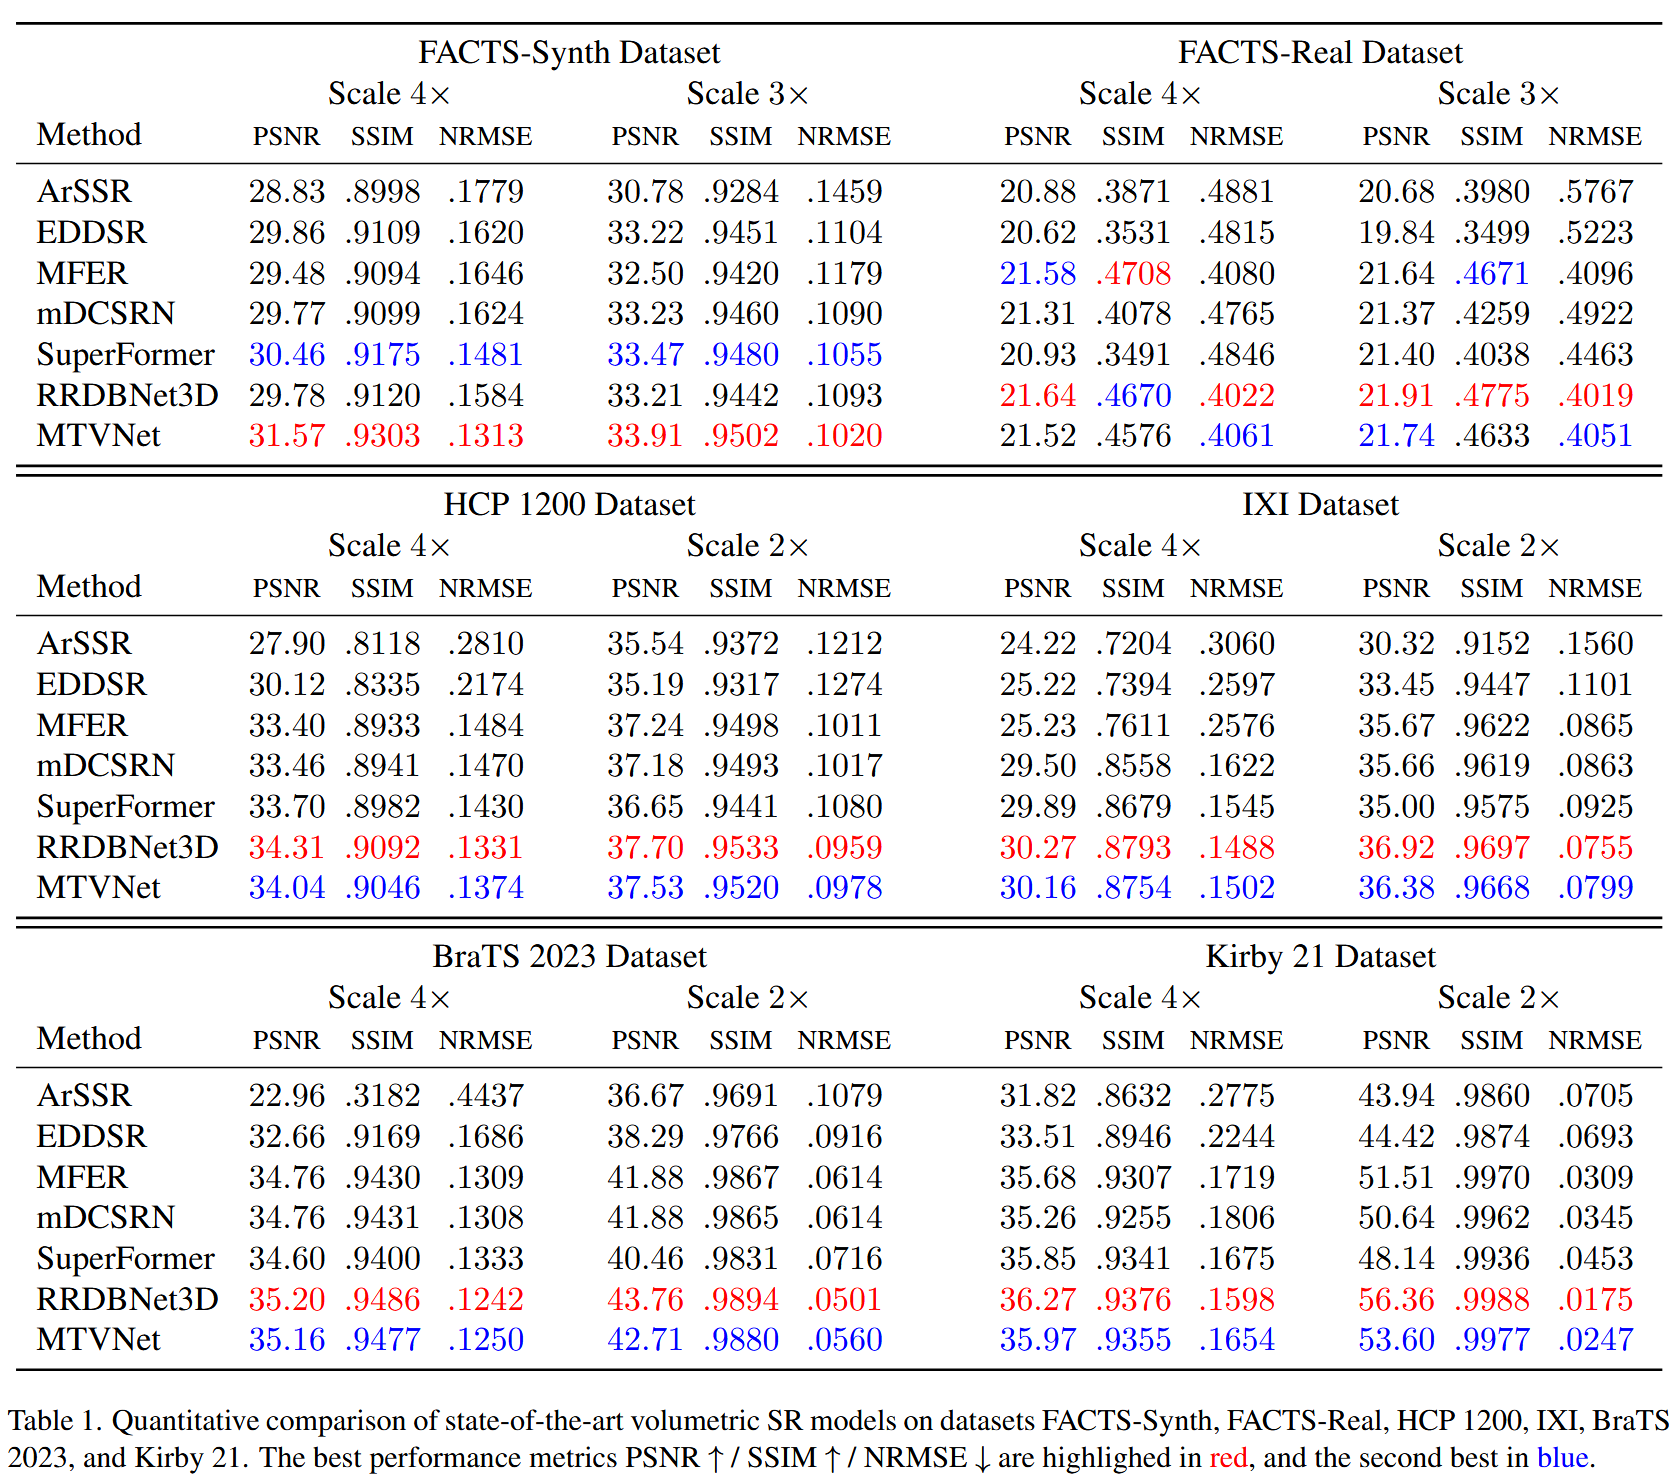 FACTS-Synth Dataset FACTS-Real Dataset
Scale 4× Scale 3× Scale 4× Scale 3×
Method PSNR SSIM NRMSE PSNR SSIM NRMSE PSNR SSIM NRMSE PSNR SSIM NRMSE
ArSSR 28.83 .8998 .1779 30.78 .9284 .1459 20.88 .3871 .4881 20.68 .3980 .5767
EDDSR 29.86 .9109 .1620 33.22 .9451 .1104 20.62 .3531 .4815 19.84 .3499 .5223
MFER 29.48 .9094 .1646 32.50 .9420 .1179 21.58 .4708 .4080 21.64 .4671 .4096
mDCSRN 29.77 .9099 .1624 33.23 .9460 .1090 21.31 .4078 .4765 21.37 .4259 .4922
SuperFormer 30.46 .9175 .1481 33.47 .9480 .1055 20.93 .3491 .4846 21.40 .4038 .4463
RRDBNet3D 29.78 .9120 .1584 33.21 .9442 .1093 21.64 .4670 .4022 21.91 .4775 .4019
MTVNet 31.57 .9303 .1313 33.91 .9502 .1020 21.52 .4576 .4061 21.74 .4633 .4051
HCP 1200 Dataset IXI Dataset
Scale 4× Scale 2× Scale 4× Scale 2×
Method PSNR SSIM NRMSE PSNR SSIM NRMSE PSNR SSIM NRMSE PSNR SSIM NRMSE
ArSSR 27.90 .8118 .2810 35.54 .9372 .1212 24.22 .7204 .3060 30.32 .9152 .1560
EDDSR 30.12 .8335 .2174 35.19 .9317 .1274 25.22 .7394 .2597 33.45 .9447 .1101
MFER 33.40 .8933 .1484 37.24 .9498 .1011 25.23 .7611 .2576 35.67 .9622 .0865
mDCSRN 33.46 .8941 .1470 37.18 .9493 .1017 29.50 .8558 .1622 35.66 .9619 .0863
SuperFormer 33.70 .8982 .1430 36.65 .9441 .1080 29.89 .8679 .1545 35.00 .9575 .0925
RRDBNet3D 34.31 .9092 .1331 37.70 .9533 .0959 30.27 .8793 .1488 36.92 .9697 .0755
MTVNet 34.04 .9046 .1374 37.53 .9520 .0978 30.16 .8754 .1502 36.38 .9668 .0799
BraTS 2023 Dataset Kirby 21 Dataset
Scale 4× Scale 2× Scale 4× Scale 2×
Method PSNR SSIM NRMSE PSNR SSIM NRMSE PSNR SSIM NRMSE PSNR SSIM NRMSE
ArSSR 22.96 .3182 .4437 36.67 .9691 .1079 31.82 .8632 .2775 43.94 .9860 .0705
EDDSR 32.66 .9169 .1686 38.29 .9766 .0916 33.51 .8946 .2244 44.42 .9874 .0693
MFER 34.76 .9430 .1309 41.88 .9867 .0614 35.68 .9307 .1719 51.51 .9970 .0309
mDCSRN 34.76 .9431 .1308 41.88 .9865 .0614 35.26 .9255 .1806 50.64 .9962 .0345
SuperFormer 34.60 .9400 .1333 40.46 .9831 .0716 35.85 .9341 .1675 48.14 .9936 .0453
RRDBNet3D 35.20 .9486 .1242 43.76 .9894 .0501 36.27 .9376 .1598 56.36 .9988 .0175
MTVNet 35.16 .9477 .1250 42.71 .9880 .0560 35.97 .9355 .1654 53.60 .9977 .0247
Table 1. Quantitative comparison of state-of-the-art volumetric SR models on datasets FACTS-Synth, FACTS-Real, HCP 1200, IXI, BraTS
2023, and Kirby 21. The best performance metrics PSNR ↑ / SSIM ↑ / NRMSE ↓ are highlighed in red, and the second best in blue.